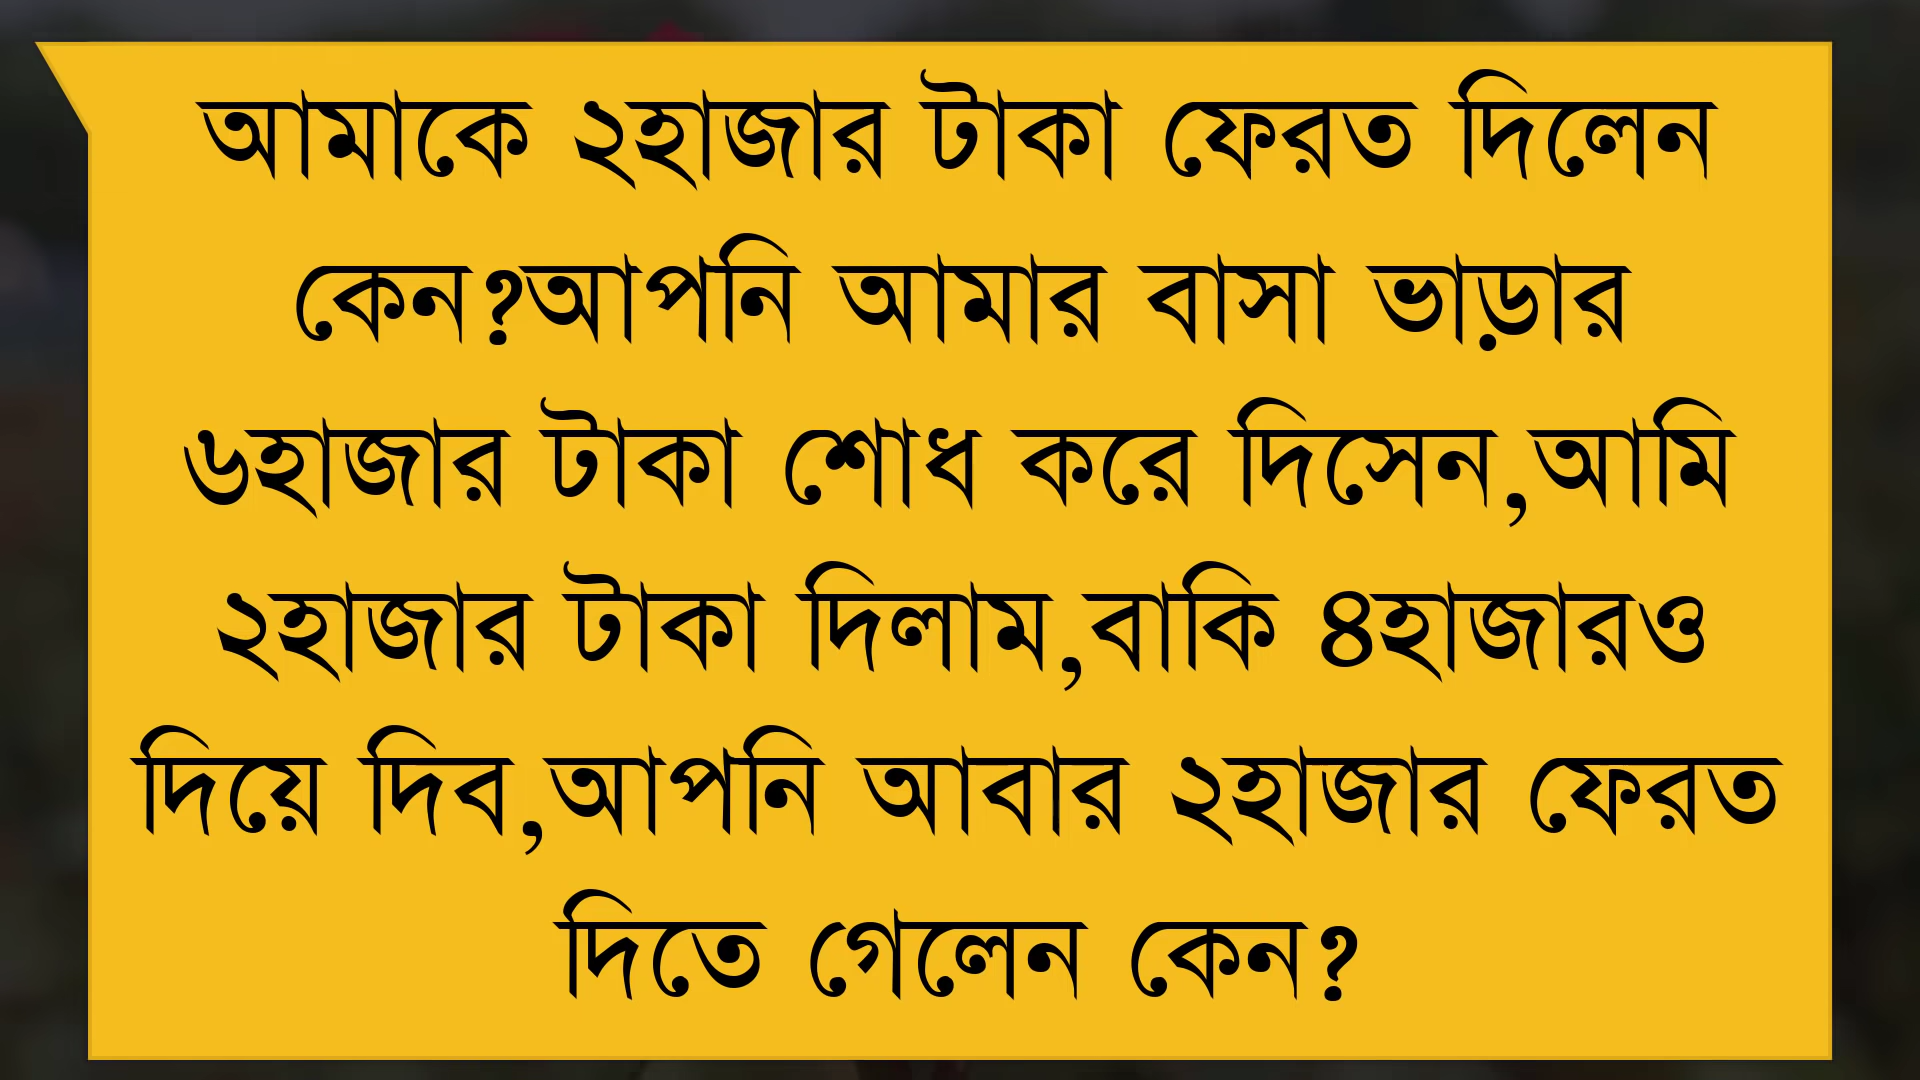 আমাকে ২হাজার টাকা ফেরত দিলেন
কেন?আপনি আমার বাসা ভাড়ার
৬হাজার টাকা শোধ করে দিসেন,আমি
২হাজার টাকা দিলাম,বাকি ৪হাজারও
দিয়ে দিব,আপনি আবার ২হাজার ফেরত
দিতে গেলেন কেন?